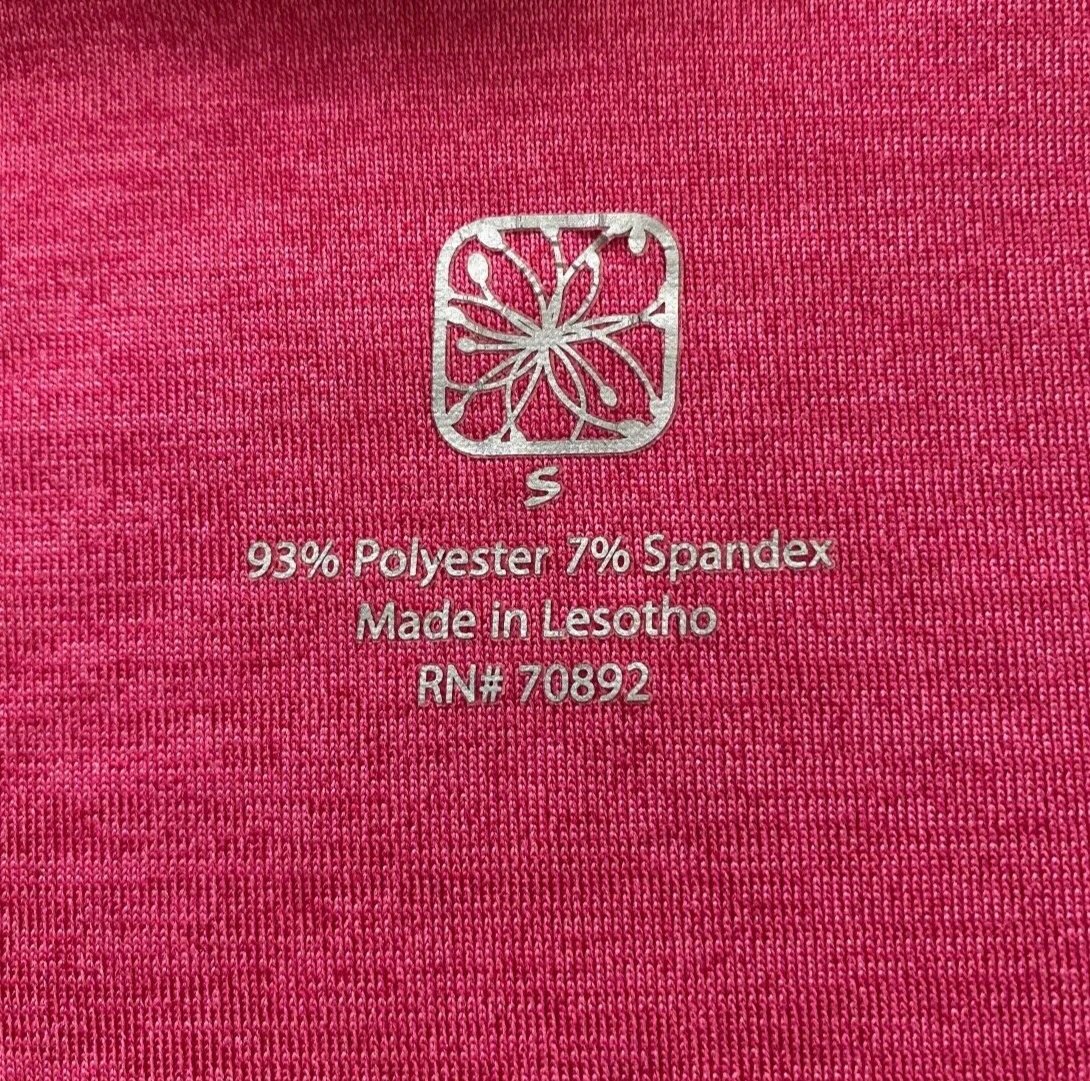 S
93% Polyester 7% Spandex
Made in Lesotho
RN# 70892